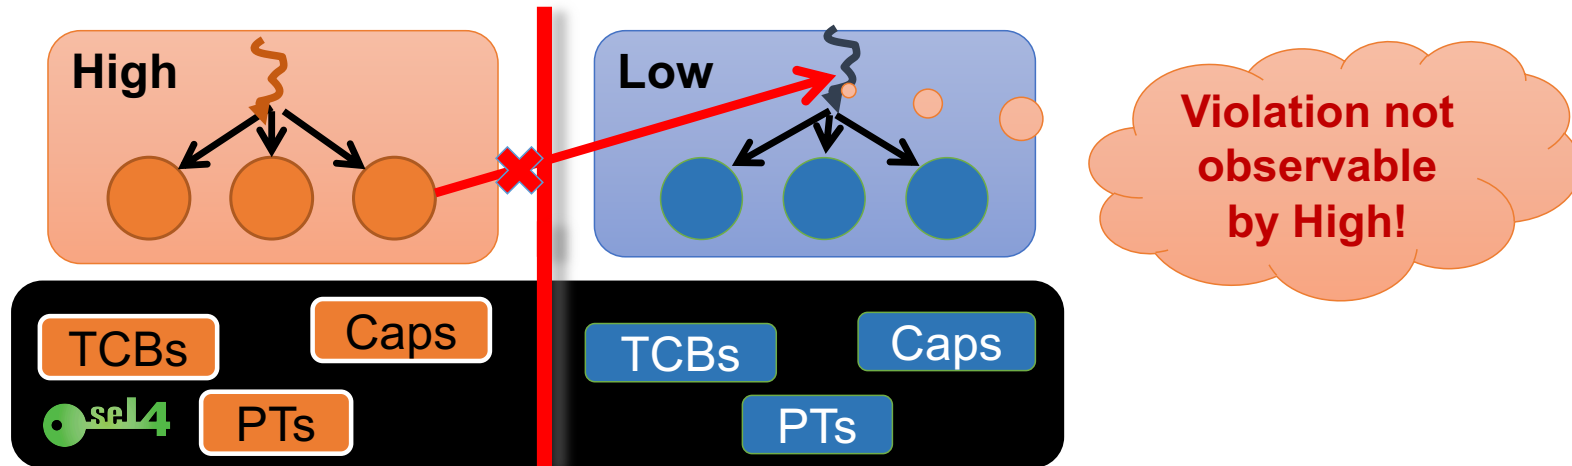 High
Low
Violation not
observable
by High!
TCBs
Caps
TCBs
Caps
seL4
PTs
PTs